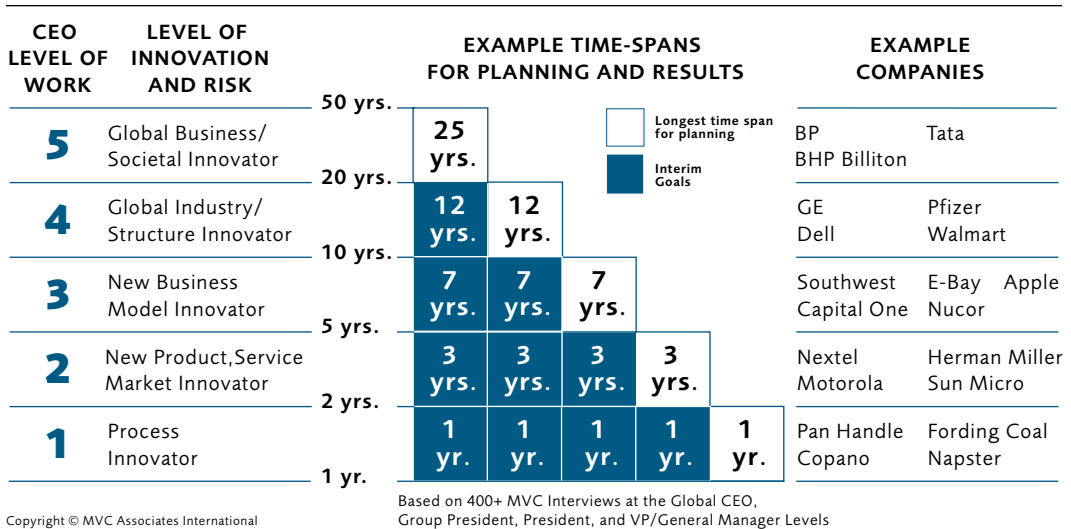 CEO LEVEL OF WORK
LEVEL OF INNOVATION AND RISK
EXAMPLE TIME-SPANS
FOR PLANNING AND RESULTS
EXAMPLE
COMPANIES
50 yrs.
5
Global Business/
Societal Innovator
25
yrs.
Longest time span
for planning
Interim
Goals
BP Tata
BHP Billiton
20 yrs.
4
Global Industry/
Structure Innovator
12 12
yrs. yrs.
GE Pfizer
Dell Walmart
10 yrs.
3
New Business
Model Innovator
7 7 7
yrs. yrs. yrs.
Southwest E-Bay Apple
Capital One Nucor
5 yrs.
2
New Product,Service
Market Innovator
3 3 3 3
yrs. yrs. yrs. yrs.
Nextel Herman Miller
Motorola Sun Micro
2 yrs.
1
Process
Innovator
1 1 1 1 1
yr. yr. yr. yr. yr.
Pan Handle Fording Coal
Copano Napster
1 yr.
Copyright © MVC Associates International
Based on 400+ MVC Interviews at the Global CEO,
Group President, President, and VP/General Manager Levels